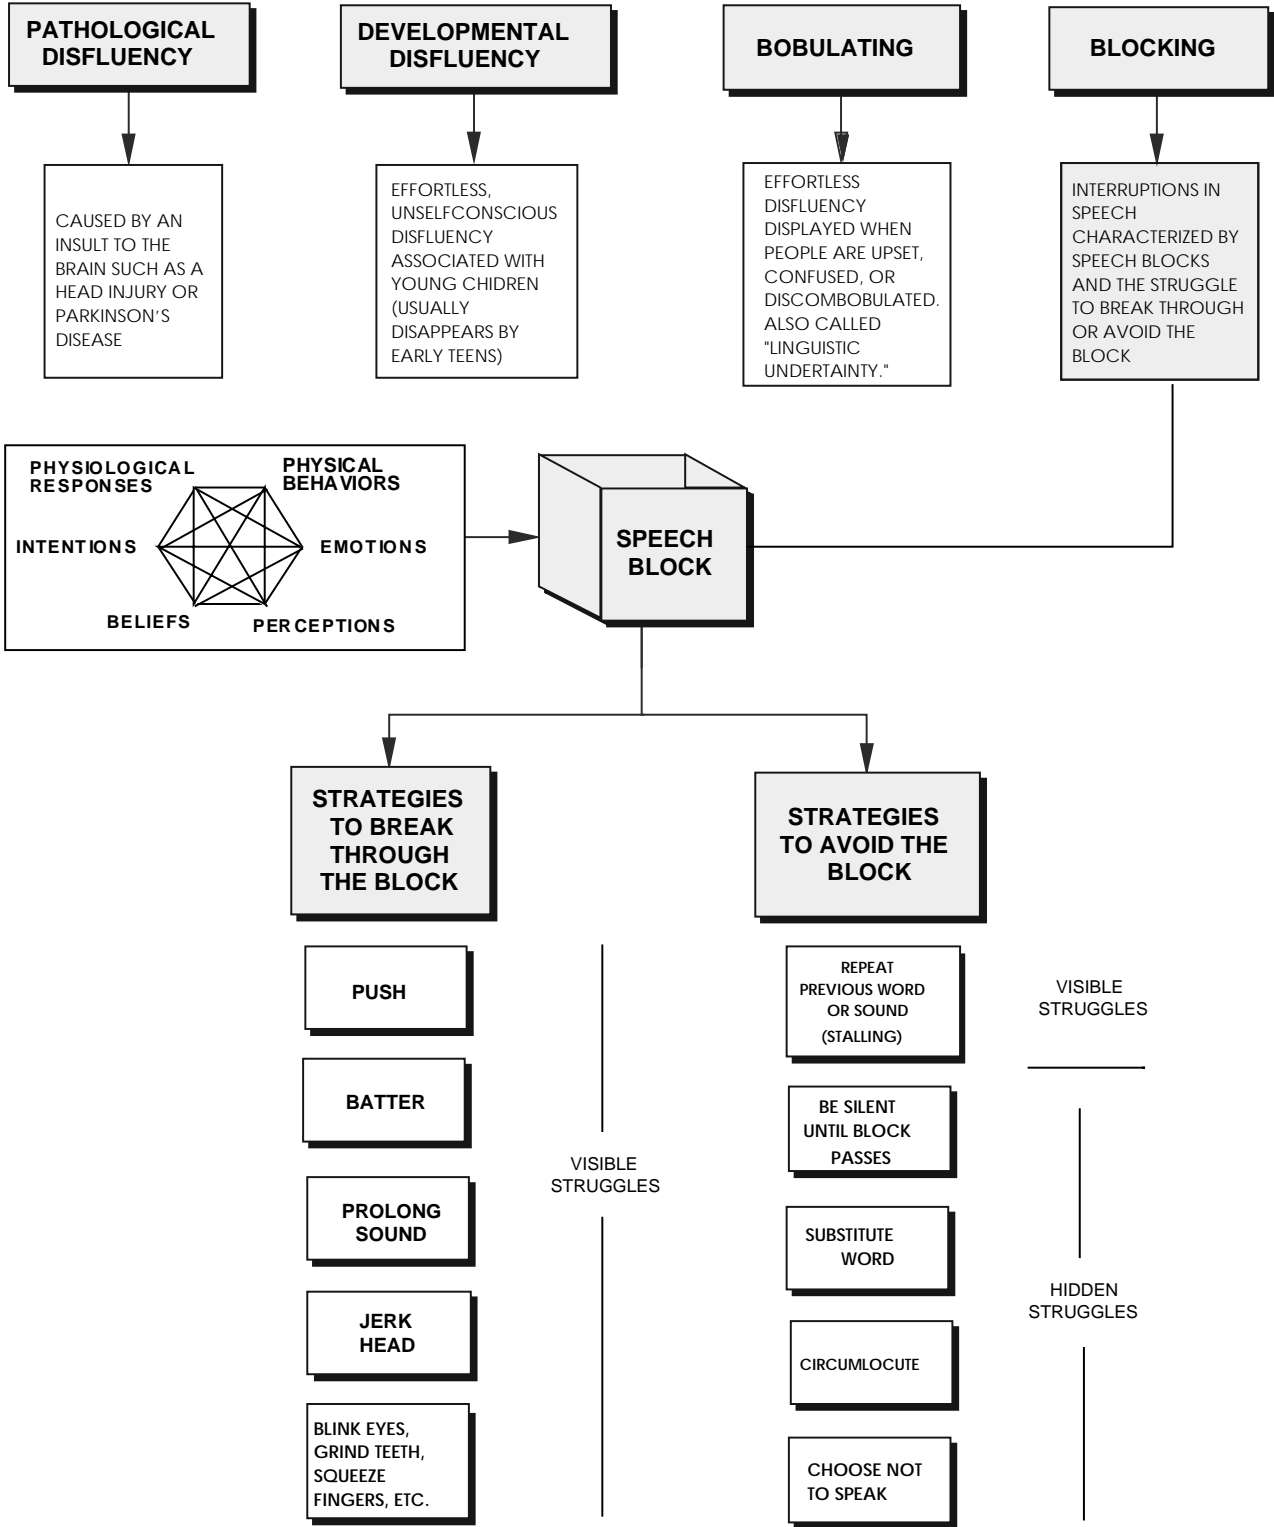 PATHOLOGICAL
DISFLUENCY
DEVELOPMENTAL
DISFLUENCY
BOBULATING
BLOCKING
CAUSED BY AN
INSULT TO THE
BRAIN SUCH AS A
HEAD INJURY OR
PARKINSON'S
DISEASE
EFFORTLESS,
UNSELFCONSCIOUS
DISFLUENCY
ASSOCIATED WITH
YOUNG CHIDREN
(USUALLY
DISAPPEARS BY
EARLY TEENS)
EFFORTLESS
DISFLUENCY
DISPLAYED WHEN
PEOPLE ARE UPSET,
CONFUSED, OR
DISCOMBOBULATED.
ALSO CALLED
"LINGUISTIC
UNDERTAINTY."
INTERRUPTIONS IN
SPEECH
CHARACTERIZED BY
SPEECH BLOCKS
AND THE STRUGGLE
TO BREAK THROUGH
OR AVOID THE
BLOCK
PHYSIOLOGICAL
RESPONSES
PHYSICAL
BEHAVIORS
INTENTIONS
EMOTIONS
BELIEFS
PERCEPTIONS
SPEECH
BLOCK
STRATEGIES
TO BREAK
THROUGH
THE BLOCK
STRATEGIES
TO AVOID THE
BLOCK
PUSH
BATTER
PROLONG
SOUND
JERK
HEAD
BLINK EYES,
GRIND TEETH,
SQUEEZE
FINGERS, ETC.
VISIBLE
STRUGGLES
REPEAT
PREVIOUS WORD
OR SOUND
(STALLING)
BE SILENT
UNTIL BLOCK
PASSES
SUBSTITUTE
WORD
CIRCUMLOCUTE
CHOOSE NOT
TO SPEAK
VISIBLE
STRUGGLES
HIDDEN
STRUGGLES